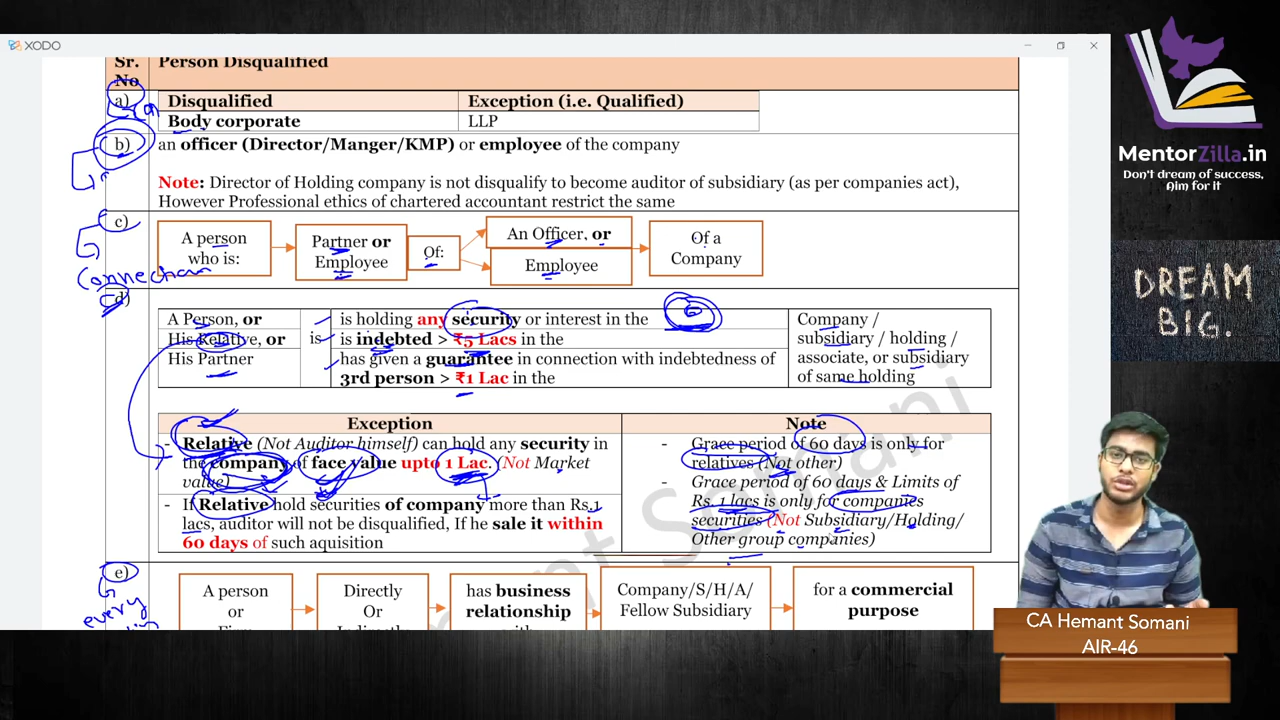 XODO
Sr.
No
Person Disqualified
a)
Disqualified
Exception (i.e. Qualified)
Body corporate
LLP
b)
an officer (Director/Manger/KMP) or employee of the company
Note: Director of Holding company is not disqualify to become auditor of subsidiary (as per companies act),
However Professional ethics of chartered accountant restrict the same
c)
A person
who is:
Partner or
Employee
Of:
An Officer, or
Employee
Of a
Company
d)
A Person, or
His Relative, or
His Partner
is
is holding any security or interest in the
is indebted > ₹5 Lacs in the
has given a guarantee in connection with indebtedness of
3rd person > ₹1 Lac in the
Company /
subsidiary / holding /
associate, or subsidiary
of same holding
Exception
Note
- Relative (Not Auditor himself) can hold any security in
the company of face value upto 1 Lac. (Not Market
value)
- If Relative hold securities of company more than Rs.1
lacs, auditor will not be disqualified, If he sale it within
60 days of such aquisition
- Grace period of 60 days is only for
relatives (Not other)
- Grace period of 60 days & Limits of
Rs. 1 lacs is only for companies
securities (Not Subsidiary/Holding/
Other group companies)
e)
every
A person
or
Firm
Directly
Or
Indirectly
has business
relationship
with
Company/S/H/A/
Fellow Subsidiary
for a commercial
purpose
t Somani
MentorZilla.in
Don't dream of success,
Aim for it
DREAM
BIG.
CA Hemant Somani
AIR-46